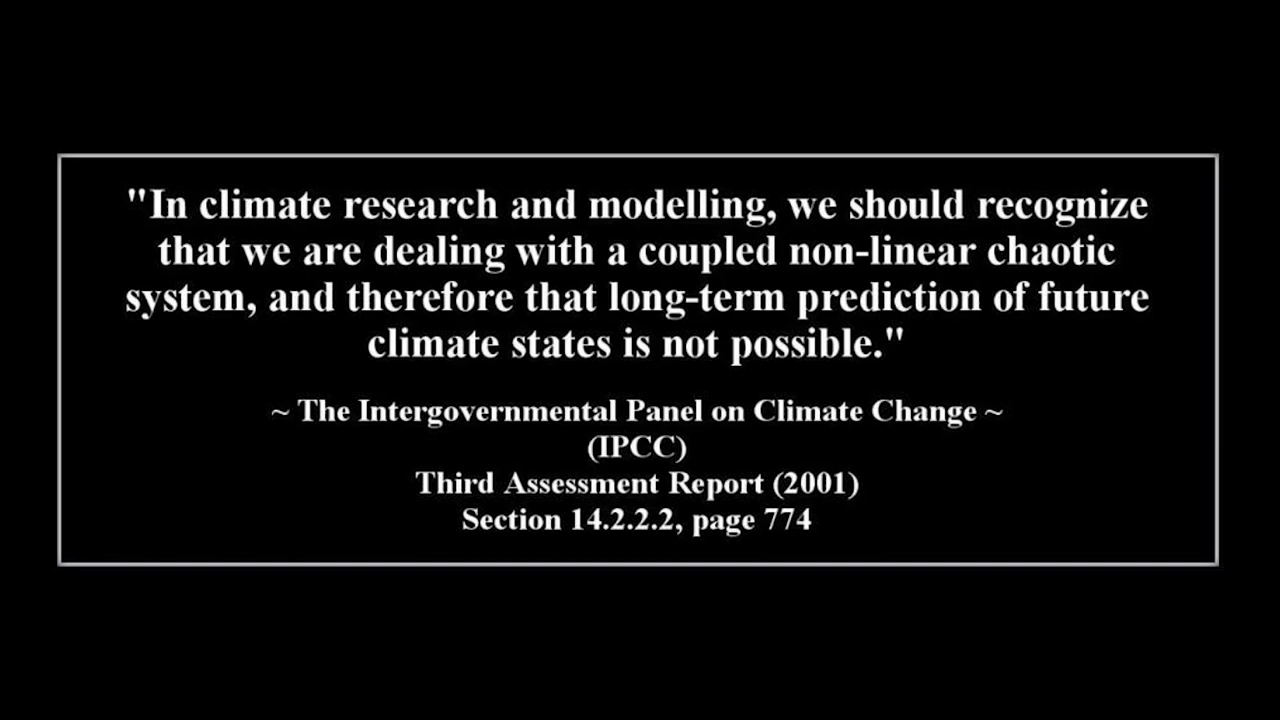 "In climate research and modelling, we should recognize
that we are dealing with a coupled non-linear chaotic
system, and therefore that long-term prediction of future
climate states is not possible."
~ The Intergovernmental Panel on Climate Change ~
(IPCC)
Third Assessment Report (2001)
Section 14.2.2.2, page 774